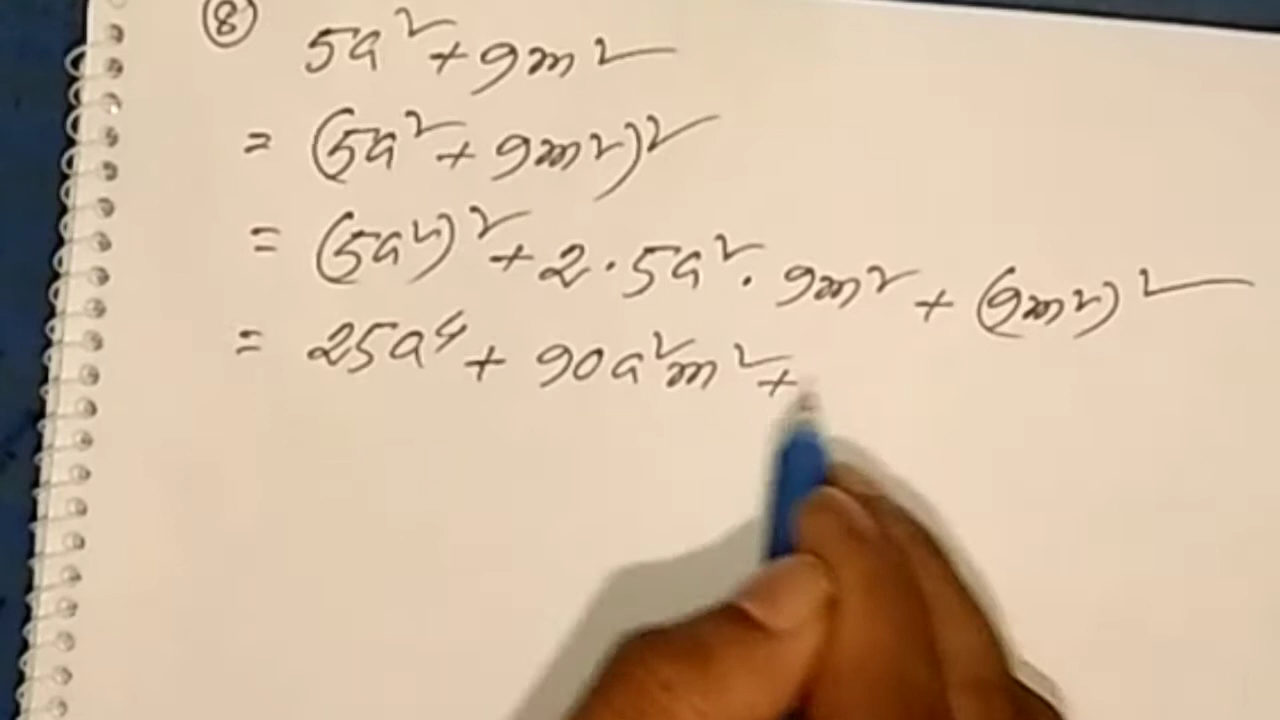 ⑧ 5a² + 9m²
= (5a² + 9m²)²
= (5a²)² + 2·5a²·9m² + (9m²)²
= 25a⁴ + 90a²m² +